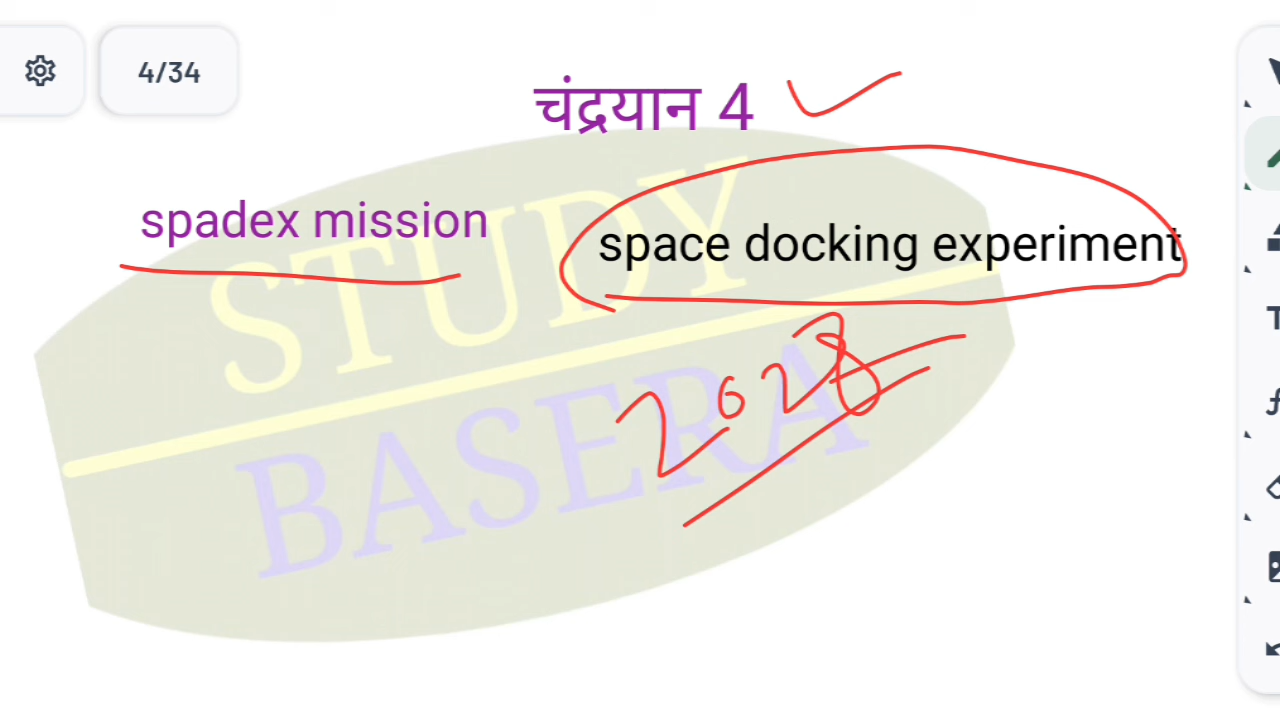 4/34
चंद्रयान 4
spadex mission
space docking experiment
2028
STUDY
BASERA